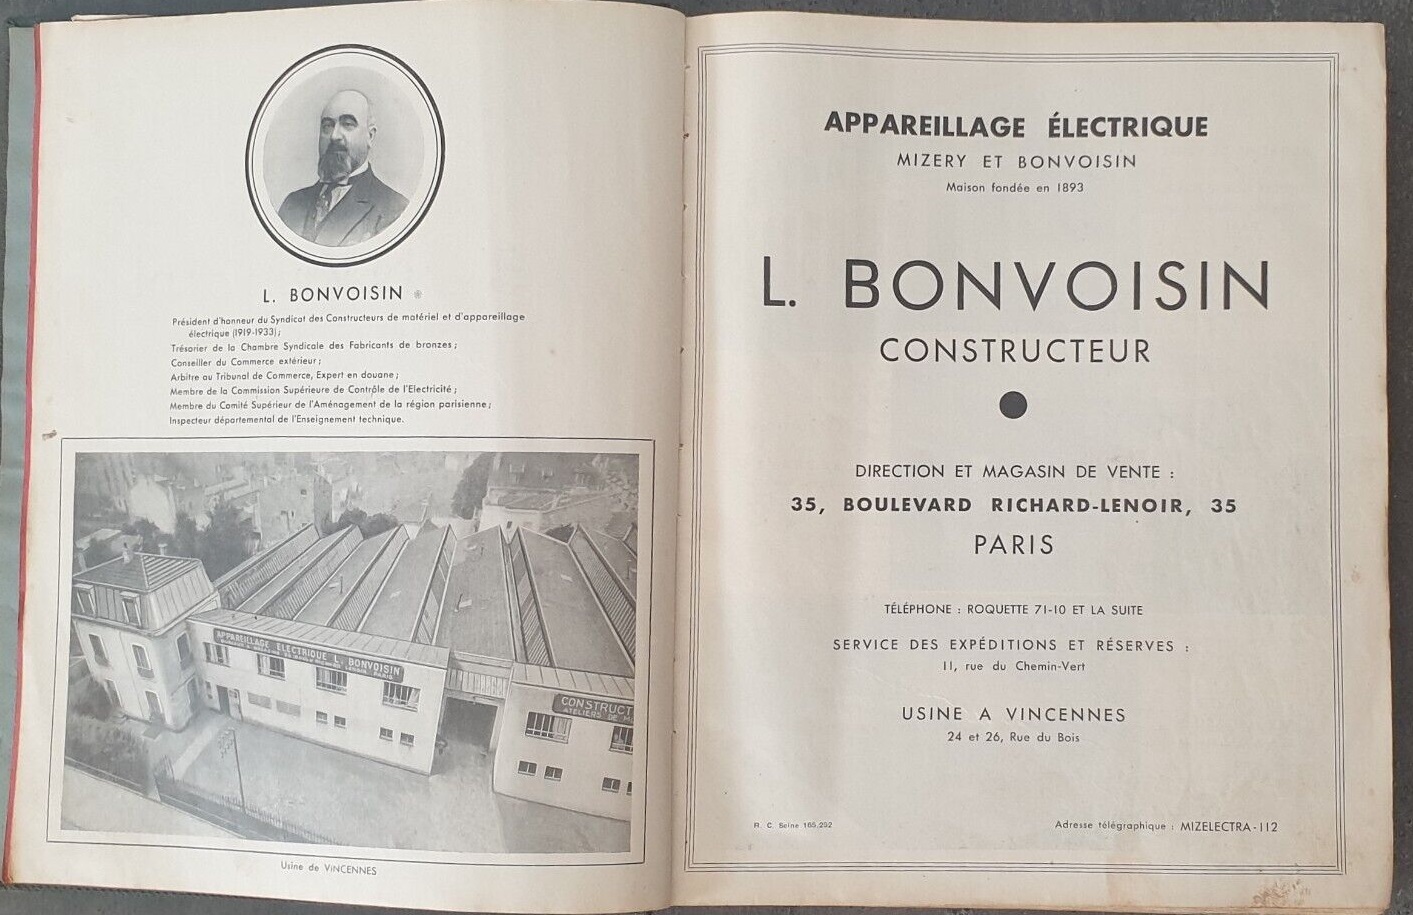 L. BONVOISIN
Président d'honneur du Syndicat des Constructeurs de matériel et d'appareillage
électrique (1919-1933);
Trésorier de la Chambre Syndicale des Fabricants de bronzes;
Conseiller du Commerce extérieur;
Arbitre au Tribunal de Commerce, Expert en douane;
Membre de la Commission Supérieure de Contrôle de l'Electricité;
Membre du Comité Supérieur de l'Aménagement de la région parisienne;
Inspecteur départemental de l'Enseignement technique.
APPAREILLAGE ELECTRIQUE L. BONVOISIN
CONSTRUCT
ATELIERS DE
Usine de VINCENNES
APPAREILLAGE ÉLECTRIQUE
MIZERY ET BONVOISIN
Maison fondée en 1893
L. BONVOISIN
CONSTRUCTEUR
DIRECTION ET MAGASIN DE VENTE :
35, BOULEVARD RICHARD-LENOIR, 35
PARIS
TÉLÉPHONE : ROQUETTE 71-10 ET LA SUITE
SERVICE DES EXPÉDITIONS ET RÉSERVES :
11, rue du Chemin-Vert
USINE A VINCENNES
24 et 26, Rue du Bois
R. C. Seine 165.292
Adresse télégraphique : MIZELECTRA-112